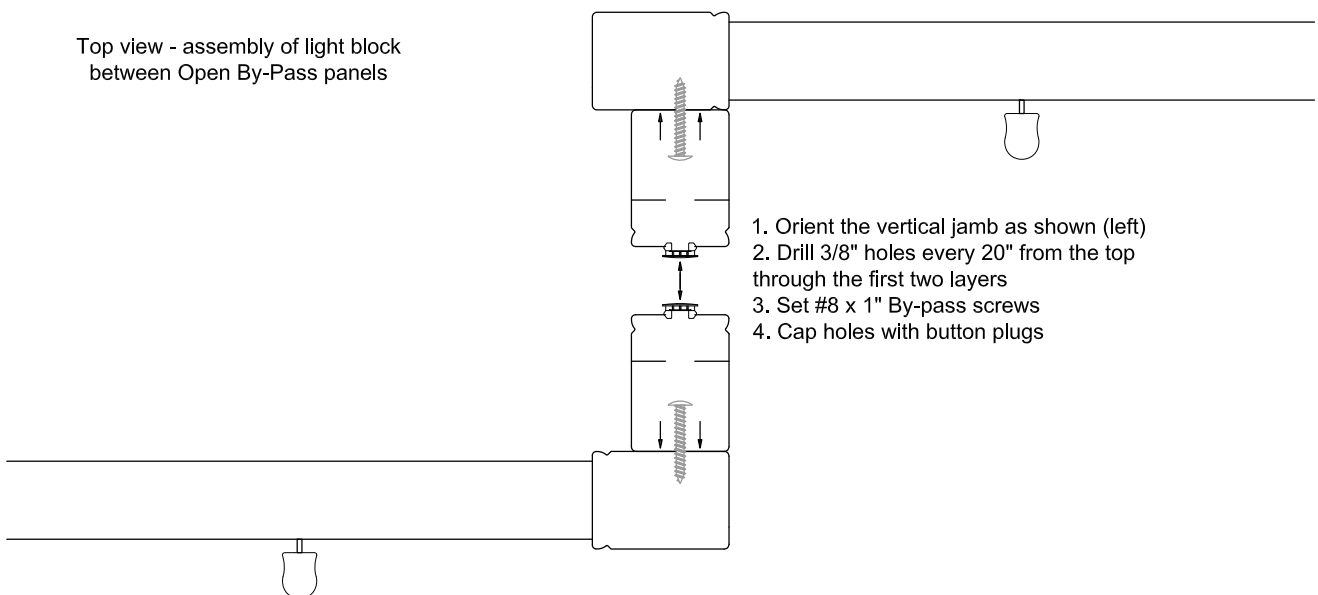 Top view - assembly of light block
between Open By-Pass panels
1. Orient the vertical jamb as shown (left)
2. Drill 3/8" holes every 20" from the top
through the first two layers
3. Set #8 x 1" By-pass screws
4. Cap holes with button plugs